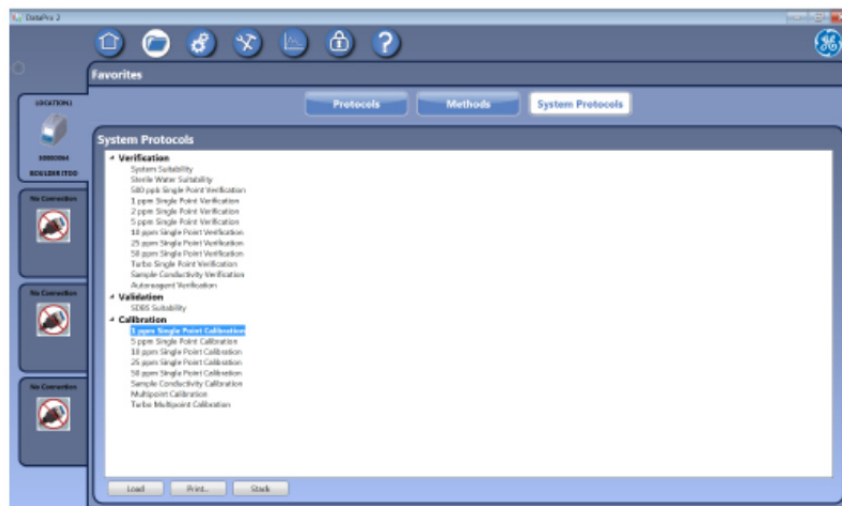 DataPro 2
Favorites
Protocols
Methods
System Protocols
LOCATION1
System Protocols
Verification
System Suitability
Sterile Water Suitability
500 ppb Single Point Verification
1 ppm Single Point Verification
2 ppm Single Point Verification
5 ppm Single Point Verification
10 ppm Single Point Verification
25 ppm Single Point Verification
50 ppm Single Point Verification
Turbo Single Point Verification
Sample Conductivity Verification
Autoreagent Verification
Validation
SDBS Suitability
Calibration
1 ppm Single Point Calibration
5 ppm Single Point Calibration
10 ppm Single Point Calibration
25 ppm Single Point Calibration
50 ppm Single Point Calibration
Sample Conductivity Calibration
Multipoint Calibration
Turbo Multipoint Calibration
No Connection
No Connection
No Connection
Load
Print..
Stack